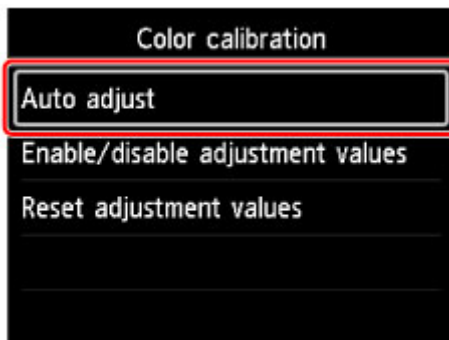 Color calibration
Auto adjust
Enable/disable adjustment values
Reset adjustment values